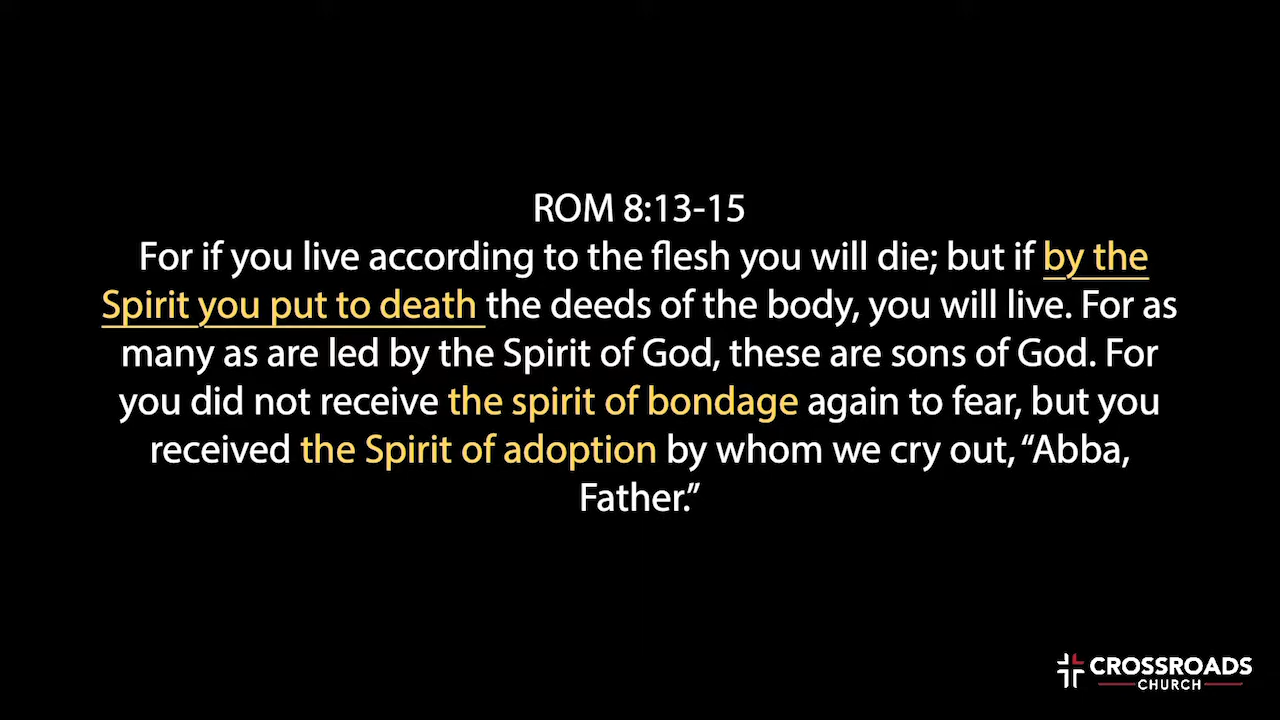 ROM 8:13-15
For if you live according to the flesh you will die; but if by the
Spirit you put to death the deeds of the body, you will live. For as
many as are led by the Spirit of God, these are sons of God. For
you did not receive the spirit of bondage again to fear, but you
received the Spirit of adoption by whom we cry out, “Abba,
Father.”
CROSSROADS
CHURCH